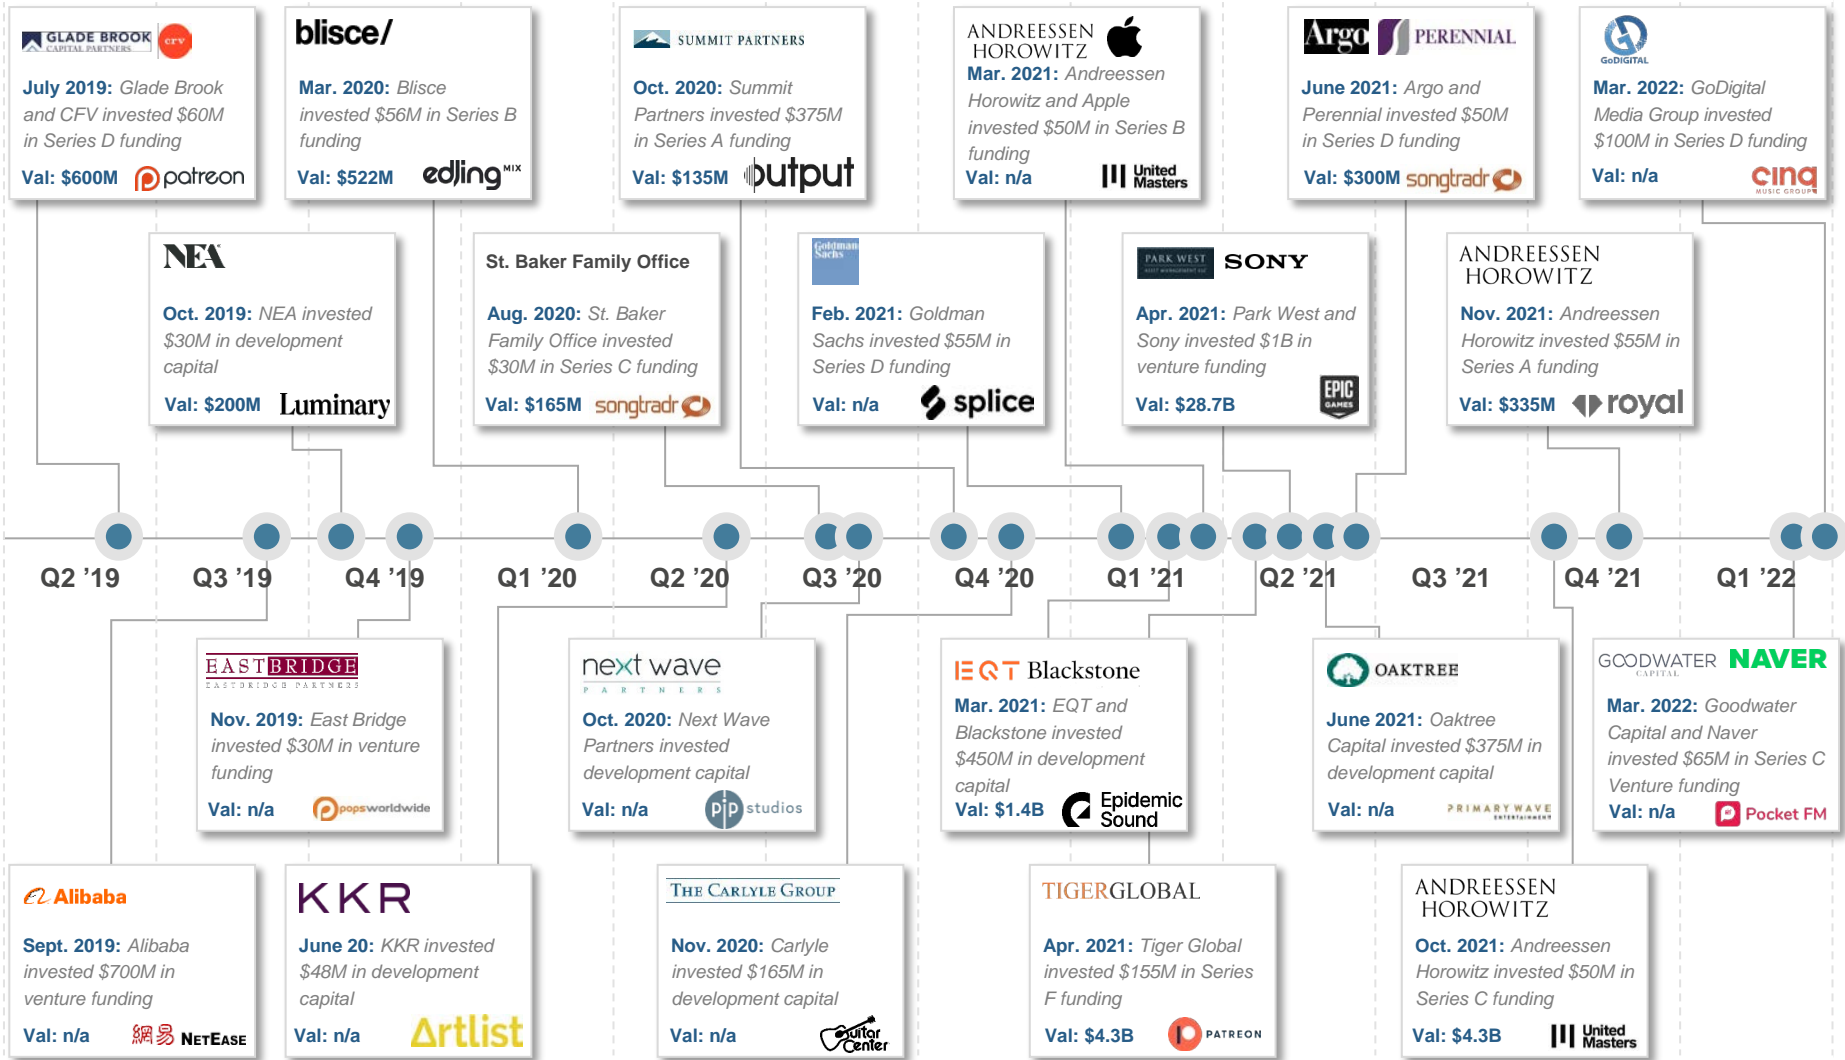 GLADE BROOK
CAPITAL PARTNERS
crv
July 2019: Glade Brook
and CFV invested $60M
in Series D funding
Val: $600M
patreon
blisce/
Mar. 2020: Blisce
invested $56M in Series B
funding
Val: $522M
edjing MIX
SUMMIT PARTNERS
Oct. 2020: Summit
Partners invested $375M
in Series A funding
Val: $135M
output
ANDREESSEN
HOROWITZ
Mar. 2021: Andreessen
Horowitz and Apple
invested $50M in Series B
funding
Val: n/a
United
Masters
Argo
PERENNIAL
June 2021: Argo and
Perennial invested $50M
in Series D funding
Val: $300M
songtradr
GoDIGITAL
Mar. 2022: GoDigital
Media Group invested
$100M in Series D funding
Val: n/a
cinq
MUSIC GROUP
NEA
Oct. 2019: NEA invested
$30M in development
capital
Val: $200M
Luminary
St. Baker Family Office
Aug. 2020: St. Baker
Family Office invested
$30M in Series C funding
Val: $165M
songtradr
Goldman
Sachs
Feb. 2021: Goldman
Sachs invested $55M in
Series D funding
Val: n/a
splice
PARK WEST
ASSET MANAGEMENT LLC
SONY
Apr. 2021: Park West and
Sony invested $1B in
venture funding
Val: $28.7B
EPIC
GAMES
ANDREESSEN
HOROWITZ
Nov. 2021: Andreessen
Horowitz invested $55M in
Series A funding
Val: $335M
royal
Q2 ’19
Q3 ’19
Q4 ’19
Q1 ’20
Q2 ’20
Q3 ’20
Q4 ’20
Q1 ’21
Q2 ’21
Q3 ’21
Q4 ’21
Q1 ’22
EASTBRIDGE
EASTBRIDGE PARTNERS
Nov. 2019: East Bridge
invested $30M in venture
funding
Val: n/a
popsworldwide
next wave
PARTNERS
Oct. 2020: Next Wave
Partners invested
development capital
Val: n/a
pip studios
EQT
Blackstone
Mar. 2021: EQT and
Blackstone invested
$450M in development
capital
Val: $1.4B
Epidemic
Sound
OAKTREE
June 2021: Oaktree
Capital invested $375M in
development capital
Val: n/a
PRIMARY WAVE
ENTERTAINMENT
GOODWATER
CAPITAL
NAVER
Mar. 2022: Goodwater
Capital and Naver
invested $65M in Series C
Venture funding
Val: n/a
Pocket FM
Alibaba
Sept. 2019: Alibaba
invested $700M in
venture funding
Val: n/a
網易 NETEASE
KKR
June 20: KKR invested
$48M in development
capital
Val: n/a
Artlist
THE CARLYLE GROUP
Nov. 2020: Carlyle
invested $165M in
development capital
Val: n/a
Guitar
Center
TIGERGLOBAL
Apr. 2021: Tiger Global
invested $155M in Series
F funding
Val: $4.3B
PATREON
ANDREESSEN
HOROWITZ
Oct. 2021: Andreessen
Horowitz invested $50M in
Series C funding
Val: $4.3B
United
Masters